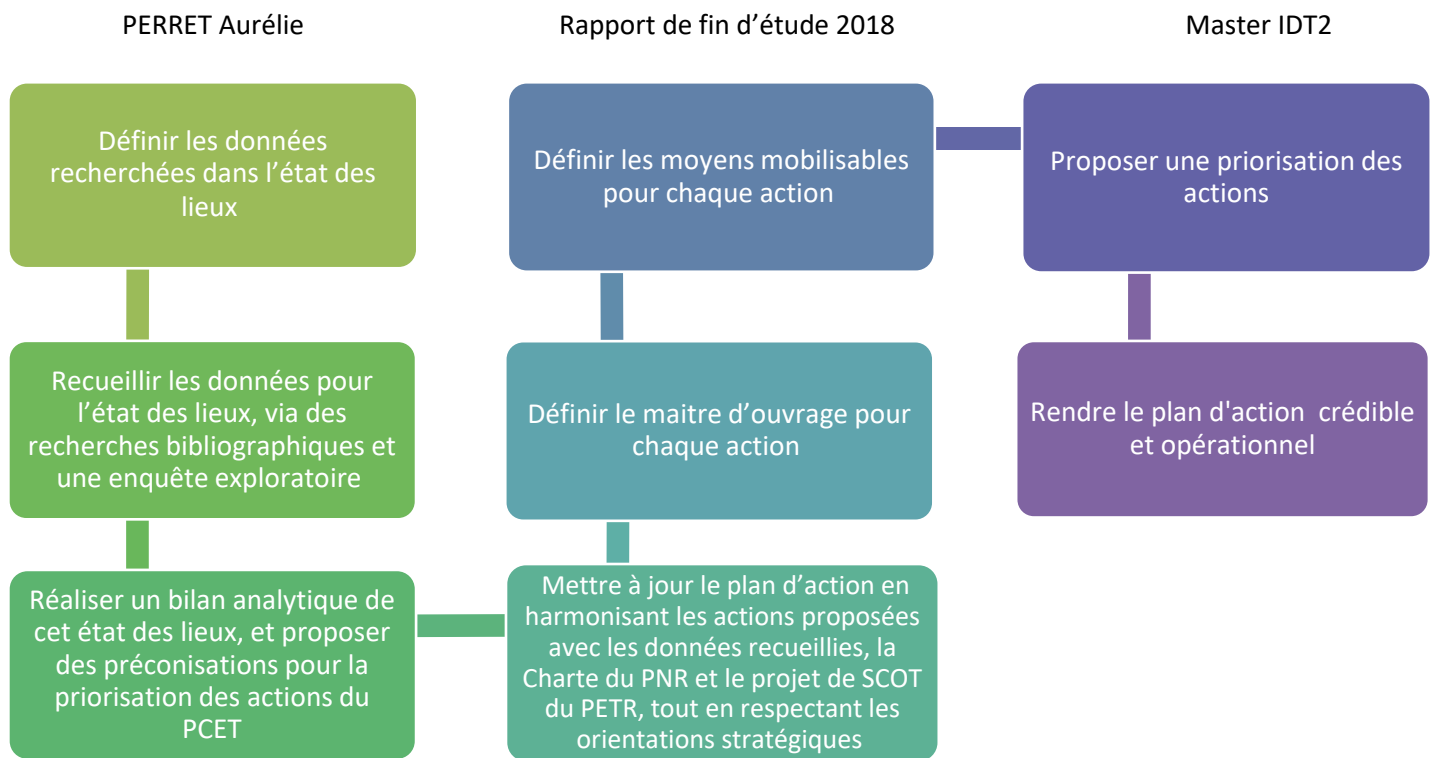 PERRET Aurélie
Rapport de fin d’étude 2018
Master IDT2
Définir les données
recherchées dans l’état des
lieux
Recueillir les données pour
l’état des lieux, via des
recherches bibliographiques et
une enquête exploratoire
Réaliser un bilan analytique de
cet état des lieux, et proposer
des préconisations pour la
priorisation des actions du
PCET
Mettre à jour le plan d’action en
harmonisant les actions proposées
avec les données recueillies, la
Charte du PNR et le projet de SCOT
du PETR, tout en respectant les
orientations stratégiques
Définir le maitre d’ouvrage pour
chaque action
Définir les moyens mobilisables
pour chaque action
Proposer une priorisation des
actions
Rendre le plan d'action  crédible
et opérationnel